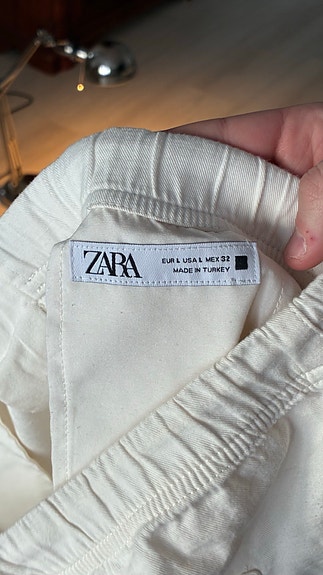 ZARA
EUR L USA L MEX 32
MADE IN TURKEY